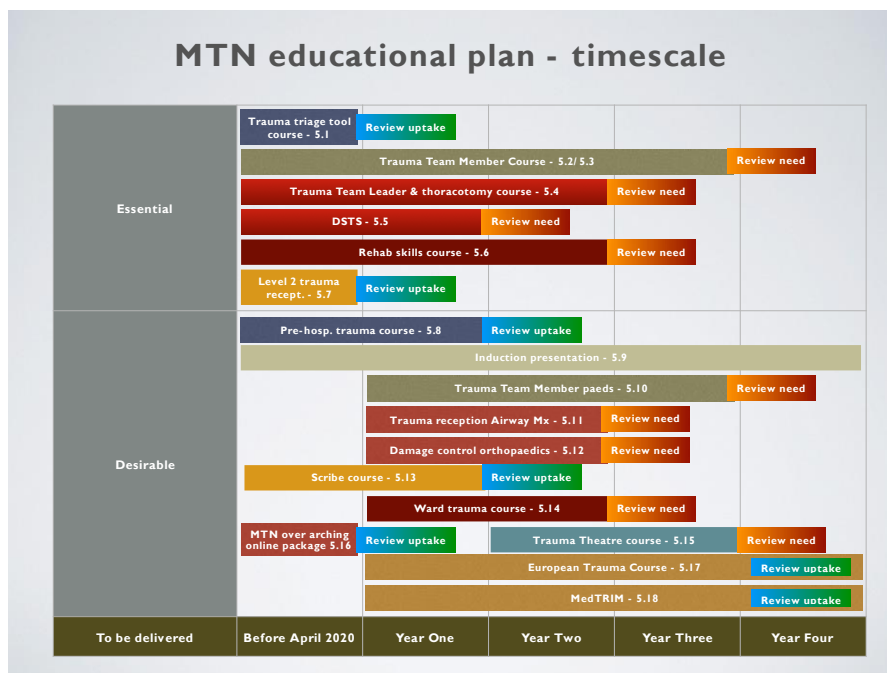 MTN educational plan - timescale
Essential
Trauma triage tool
course - 5.1
Review uptake
Trauma Team Member Course - 5.2/5.3
Review need
Trauma Team Leader & thoracotomy course - 5.4
Review need
DSTS - 5.5
Review need
Rehab skills course - 5.6
Review need
Level 2 trauma
recept. - 5.7
Review uptake
Desirable
Pre-hosp. trauma course - 5.8
Review uptake
Induction presentation - 5.9
Trauma Team Member paeds - 5.10
Review need
Trauma reception Airway Mx - 5.11
Review need
Damage control orthopaedics - 5.12
Review need
Scribe course - 5.13
Review uptake
Ward trauma course - 5.14
Review need
MTN over arching
online package 5.16
Review uptake
Trauma Theatre course - 5.15
Review need
European Trauma Course - 5.17
Review uptake
MedTRIM - 5.18
Review uptake
To be delivered
Before April 2020
Year One
Year Two
Year Three
Year Four